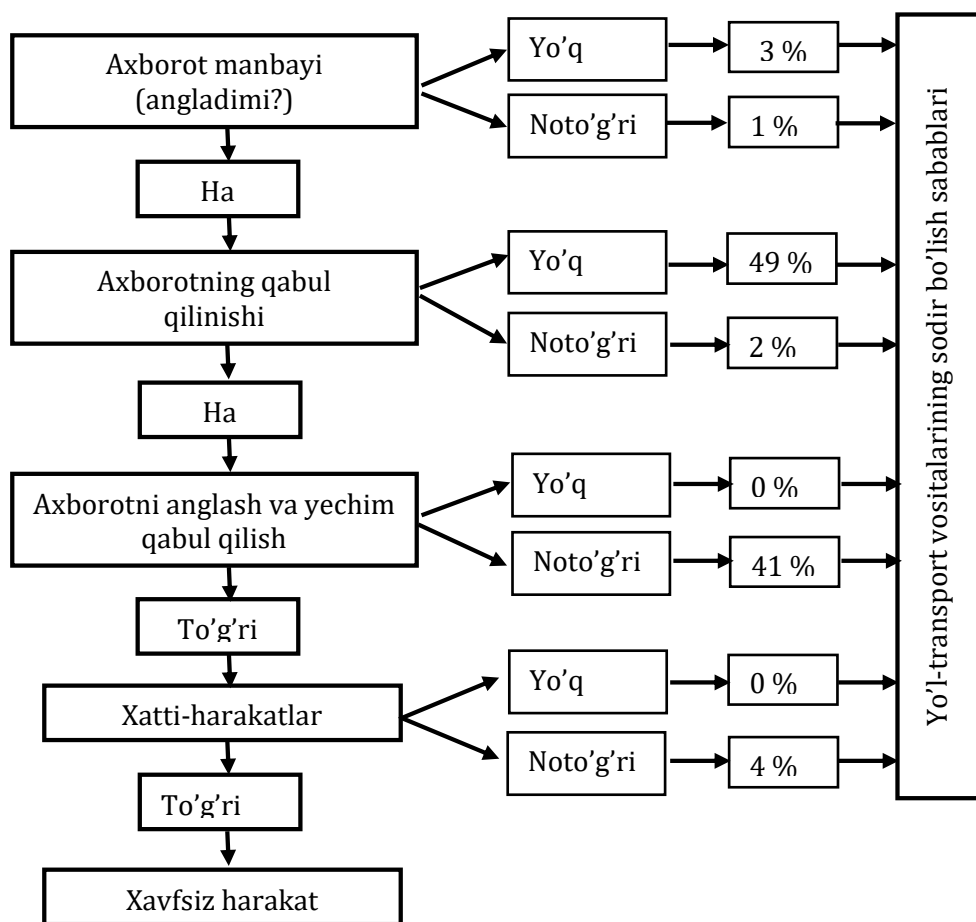 Axborot manbayi
(angladimi?)
Yo’q
3 %
Noto’g’ri
1 %
Ha
Axborotning qabul
qilinishi
Yo’q
49 %
Noto’g’ri
2 %
Ha
Axborotni anglash va yechim
qabul qilish
Yo’q
0 %
Noto’g’ri
41 %
To’g’ri
Xatti-harakatlar
Yo’q
0 %
Noto’g’ri
4 %
To’g’ri
Xavfsiz harakat
Yo’l-transport vositalarining sodir bo’lish sabablari